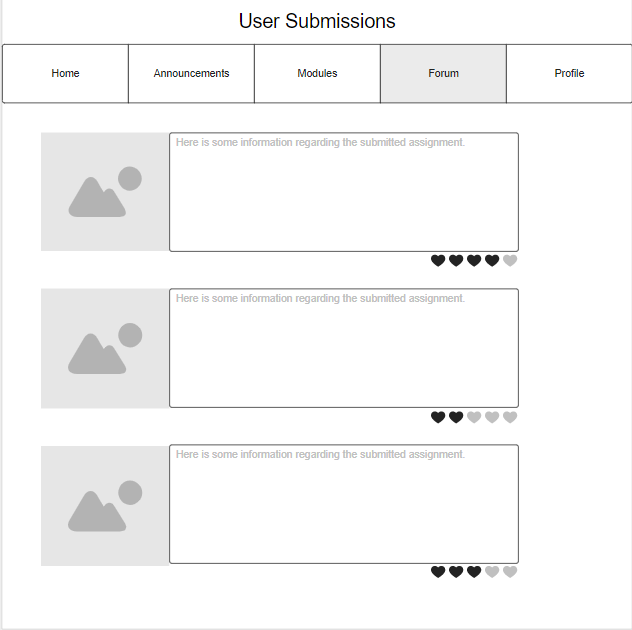 User Submissions
Home Announcements Modules Forum Profile
Here is some information regarding the submitted assignment.
Here is some information regarding the submitted assignment.
Here is some information regarding the submitted assignment.